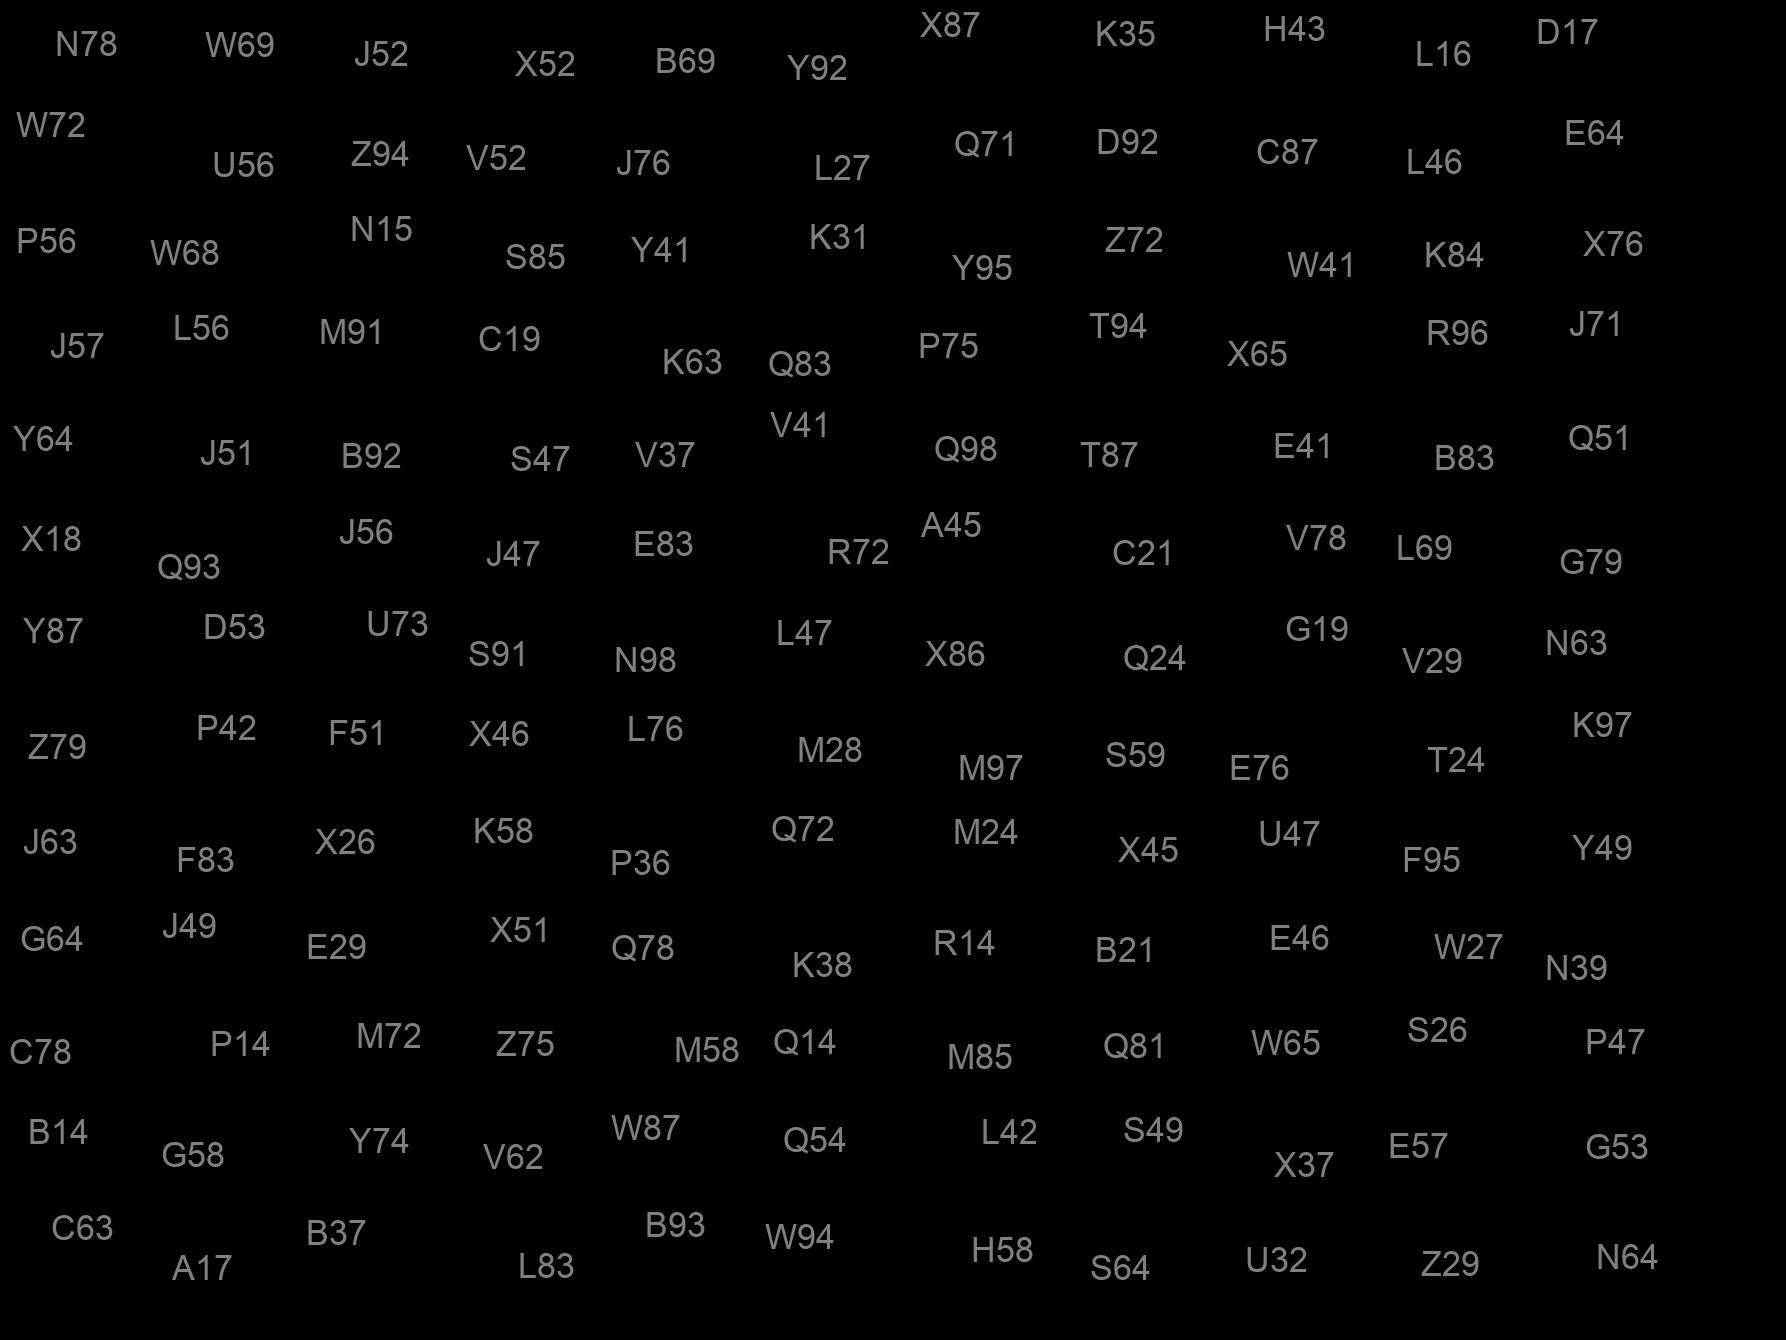 N78 W69 J52 X52 B69 Y92 X87 K35 H43 L16 D17
W72 U56 Z94 V52 J76 L27 Q71 D92 C87 L46 E64
P56 W68 N15 S85 Y41 K31 Y95 Z72 W41 K84 X76
J57 L56 M91 C19 K63 Q83 P75 T94 X65 R96 J71
Y64 J51 B92 S47 V37 V41 Q98 T87 E41 B83 Q51
X18 Q93 J56 J47 E83 R72 A45 C21 V78 L69 G79
Y87 D53 U73 S91 N98 L47 X86 Q24 G19 V29 N63
Z79 P42 F51 X46 L76 M28 M97 S59 E76 T24 K97
J63 F83 X26 K58 P36 Q72 M24 X45 U47 F95 Y49
G64 J49 E29 X51 Q78 K38 R14 B21 E46 W27 N39
C78 P14 M72 Z75 M58 Q14 M85 Q81 W65 S26 P47
B14 G58 Y74 V62 W87 Q54 L42 S49 X37 E57 G53
C63 A17 B37 L83 B93 W94 H58 S64 U32 Z29 N64